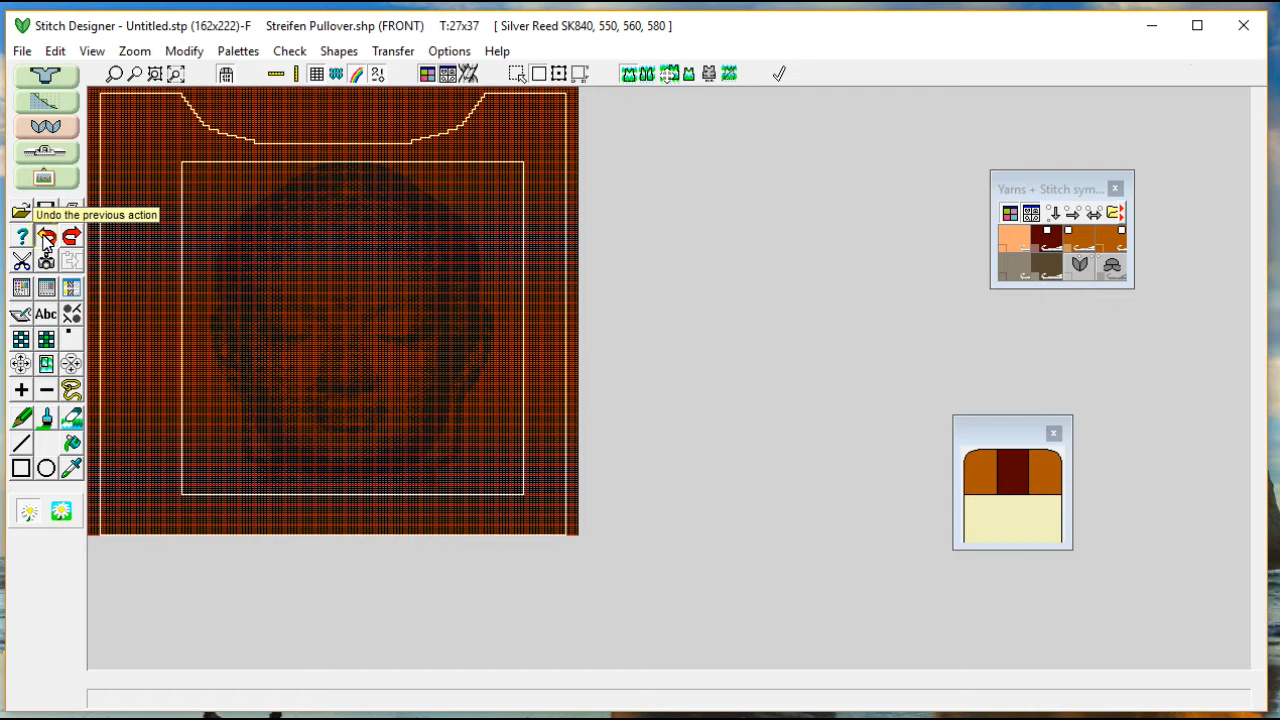 Stitch Designer - Untitled.stp (162x222)-F Streifen Pullover.shp (FRONT) T:27x37 [ Silver Reed SK840, 550, 560, 580 ]
File Edit View Zoom Modify Palettes Check Shapes Transfer Options Help
Yarns + Stitch sym...
Undo the previous action
Abc